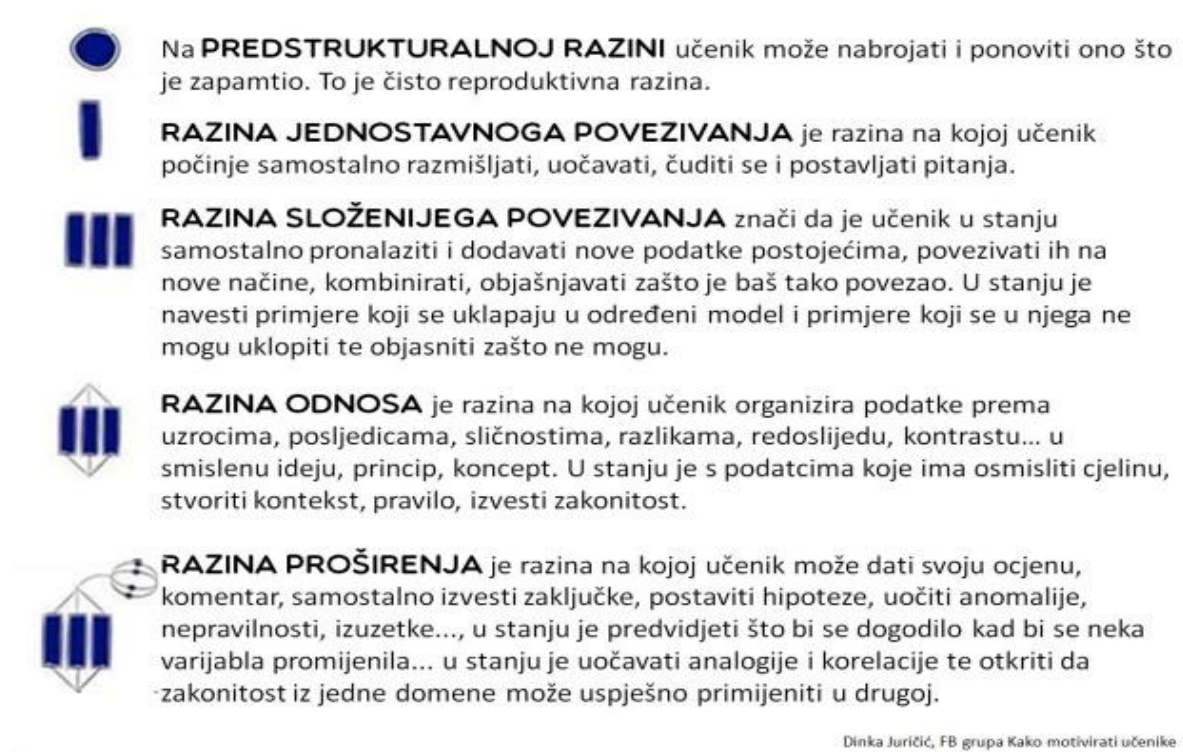 Na PREDSTRUKTURALNOJ RAZINI učenik može nabrojati i ponoviti ono što
je zapamtio. To je čisto reproduktivna razina.
RAZINA JEDNOSTAVNOGA POVEZIVANJA je razina na kojoj učenik
počinje samostalno razmišljati, uočavati, čuditi se i postavljati pitanja.
RAZINA SLOŽENIJEGA POVEZIVANJA znači da je učenik u stanju
samostalno pronalaziti i dodavati nove podatke postojećima, povezivati ih na
nove načine, kombinirati, objašnjavati zašto je baš tako povezao. U stanju je
navesti primjere koji se uklapaju u određeni model i primjere koji se u njega ne
mogu uklopiti te objasniti zašto ne mogu.
RAZINA ODNOSA je razina na kojoj učenik organizira podatke prema
uzrocima, posljedicama, sličnostima, razlikama, redoslijedu, kontrastu... u
smislenu ideju, princip, koncept. U stanju je s podatcima koje ima osmisliti cjelinu,
stvoriti kontekst, pravilo, izvesti zakonitost.
RAZINA PROŠIRENJA je razina na kojoj učenik može dati svoju ocjenu,
komentar, samostalno izvesti zaključke, postaviti hipoteze, uočiti anomalije,
nepravilnosti, izuzetke..., u stanju je predvidjeti što bi se dogodilo kad bi se neka
varijabla promijenila... u stanju je uočavati analogije i korelacije te otkriti da
zakonitost iz jedne domene može uspješno primijeniti u drugoj.
Dinka Juričić, FB grupa Kako motivirati učenike